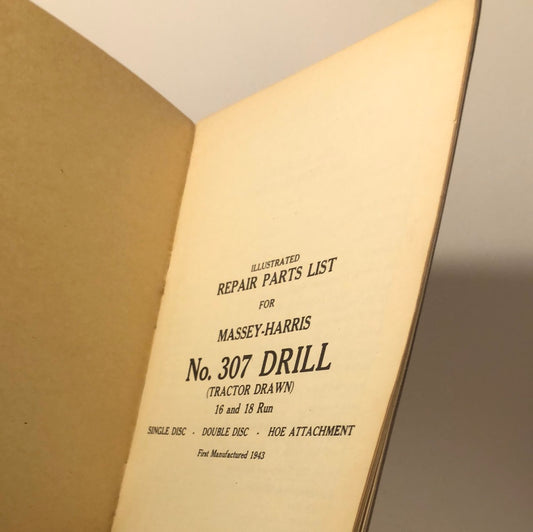 ILLUSTRATED
REPAIR PARTS LIST
FOR
MASSEY-HARRIS
No. 307 DRILL
(TRACTOR DRAWN)
16 and 18 Run
SINGLE DISC - DOUBLE DISC - HOE ATTACHMENT
First Manufactured 1943